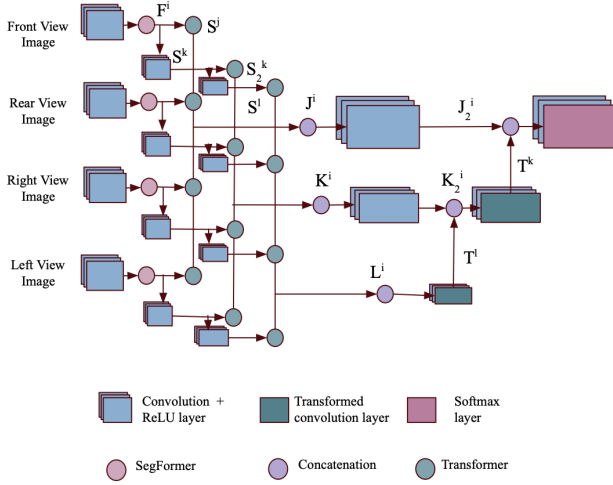 Front View
Image
F^i
S^j
S^k
S_2^k
Rear View
Image
S^l
J^i
J_2^i
T^k
Right View
Image
K^i
K_2^i
Left View
Image
L^i
T^l
Convolution +
ReLU layer
Transformed
convolution layer
Softmax
layer
SegFormer
Concatenation
Transformer